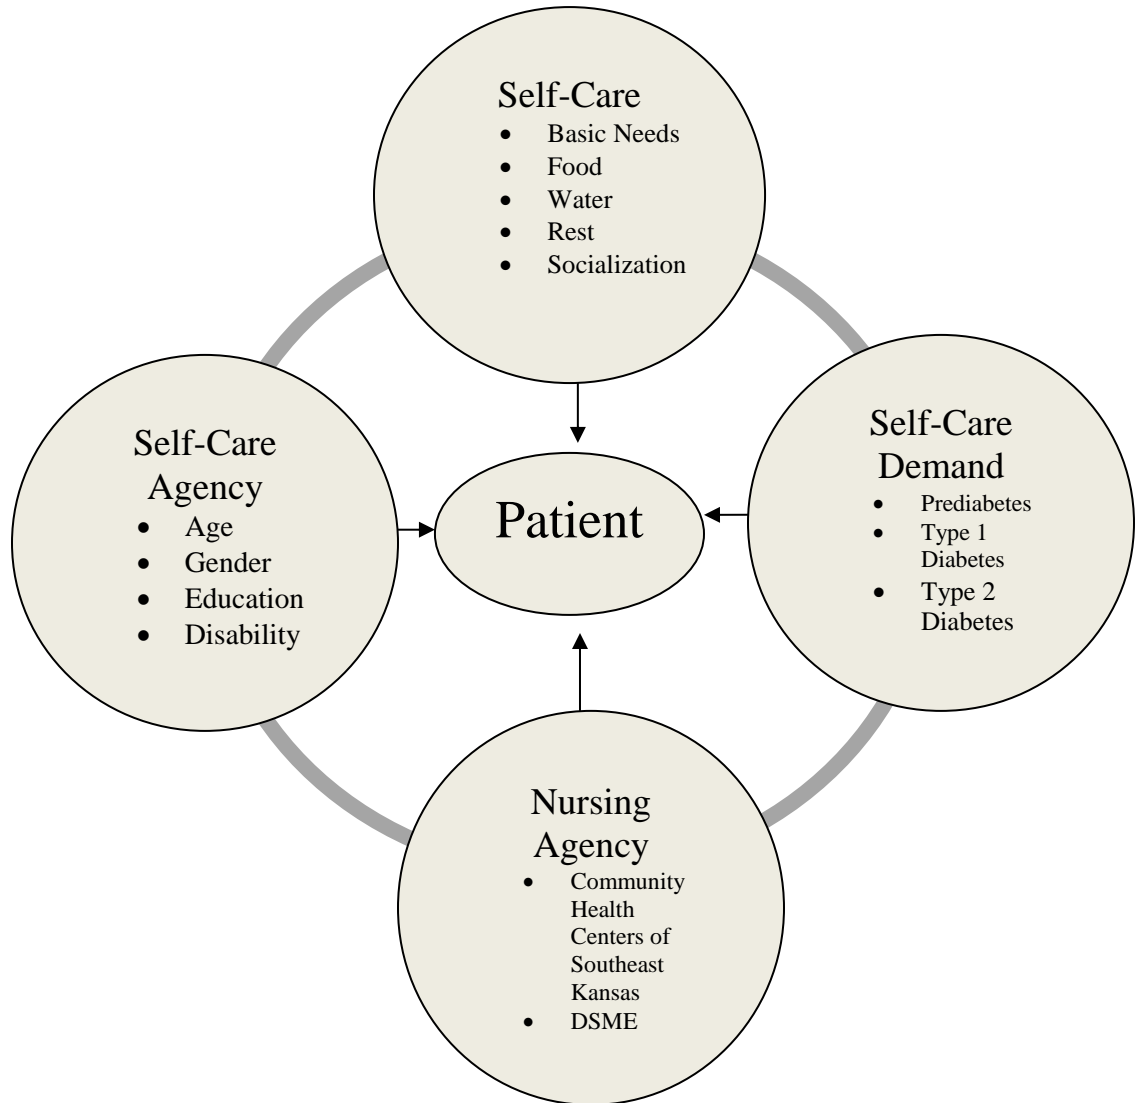 Self-Care
• Basic Needs
• Food
• Water
• Rest
• Socialization
Self-Care
Agency
• Age
• Gender
• Education
• Disability
Patient
Self-Care
Demand
• Prediabetes
• Type 1
Diabetes
• Type 2
Diabetes
Nursing
Agency
• Community
Health
Centers of
Southeast
Kansas
• DSME